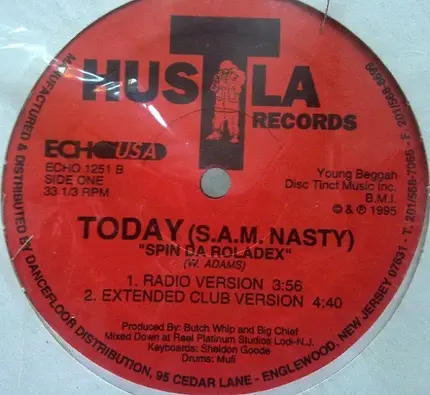 HUSTLA
RECORDS
ECHO USA
ECHO 1251 B
SIDE ONE
33 1/3 RPM
Young Beggah
Disc Tinct Music Inc.
B.M.I.
© & ℗ 1995
TODAY (S.A.M. NASTY)
"SPIN DA ROLADEX"
(W. ADAMS)
1. RADIO VERSION 3:56
2. EXTENDED CLUB VERSION 4:40
Produced By: Butch Whip and Big Chief
Mixed Down at Reel Platinum Studios Lodi-N.J.
Keyboards: Sheldon Goode
Drums: Mufi
MANUFACTURED & DISTRIBUTED BY DANCEFLOOR DISTRIBUTION, 95 CEDAR LANE - ENGLEWOOD, NEW JERSEY 07631 - T. 201/568-7066 - F. 201/568-8699